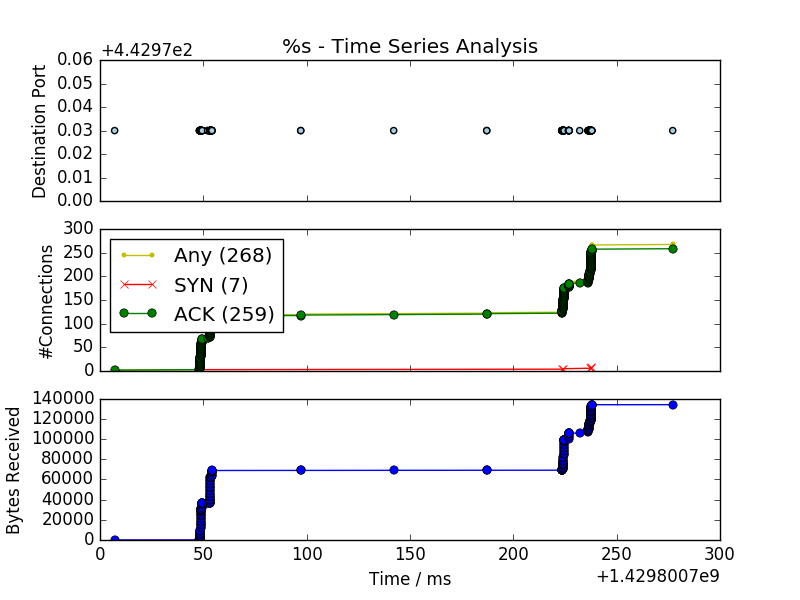 +4.4297e2
%s - Time Series Analysis
Destination Port
0.06
0.05
0.04
0.03
0.02
0.01
0.00
#Connections
300
250
200
150
100
50
0
Any (268)
SYN (7)
ACK (259)
Bytes Received
140000
120000
100000
80000
60000
40000
20000
0
0 50 100 150 200 250 300
Time / ms
+1.4298007e9